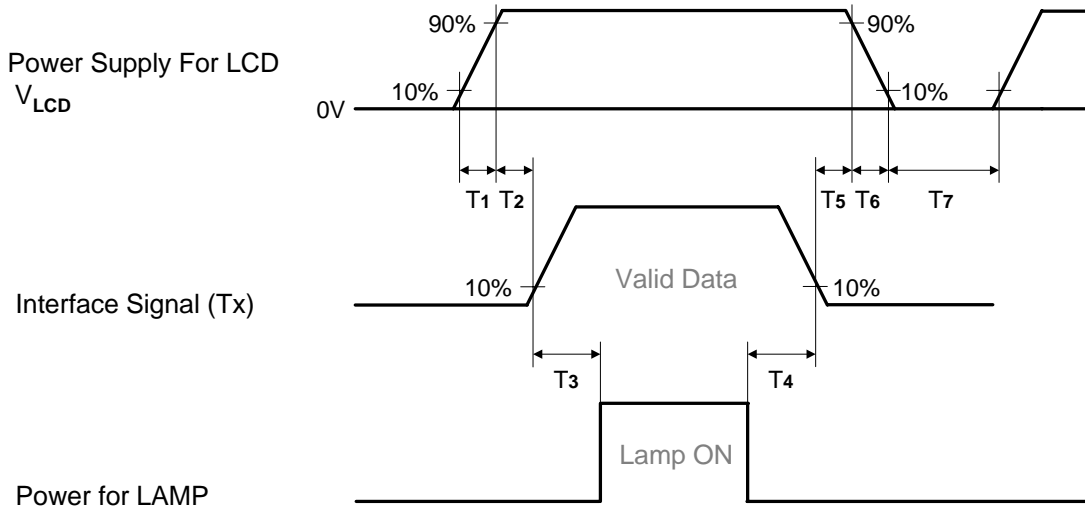 90% 90%
Power Supply For LCD
VLCD
10% 10%
0V
T1 T2 T5 T6 T7
Valid Data
10% 10%
Interface Signal (Tx)
T3 T4
Lamp ON
Power for LAMP